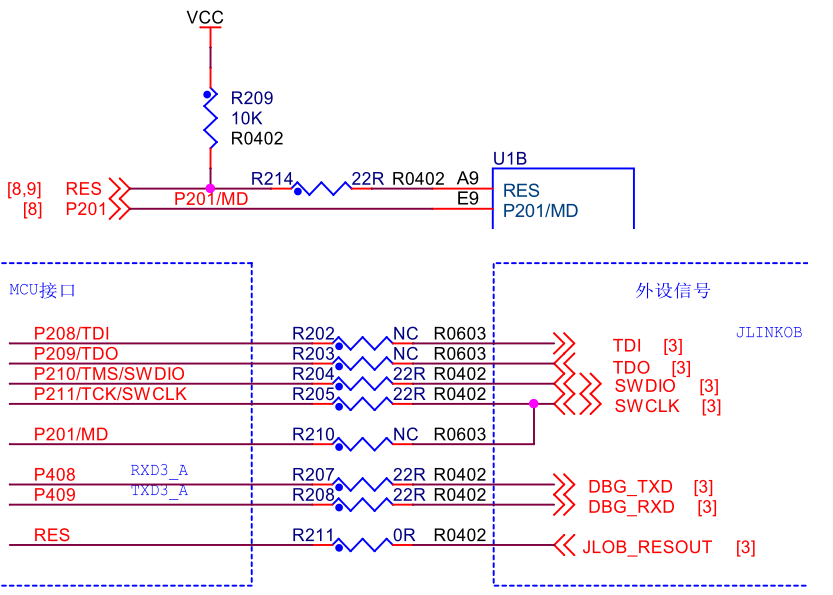 VCC
R209
10K
R0402
[8,9] RES R214 22R R0402 A9 U1B
RES
[8] P201 P201/MD E9 P201/MD
MCU接口 外设信号
JLINKOB
P208/TDI R202 NC R0603 TDI [3]
P209/TDO R203 NC R0603 TDO [3]
P210/TMS/SWDIO R204 22R R0402 SWDIO [3]
P211/TCK/SWCLK R205 22R R0402 SWCLK [3]
P201/MD R210 NC R0603
P408 RXD3_A R207 22R R0402 DBG_TXD [3]
P409 TXD3_A R208 22R R0402 DBG_RXD [3]
RES R211 0R R0402 JLOB_RESOUT [3]